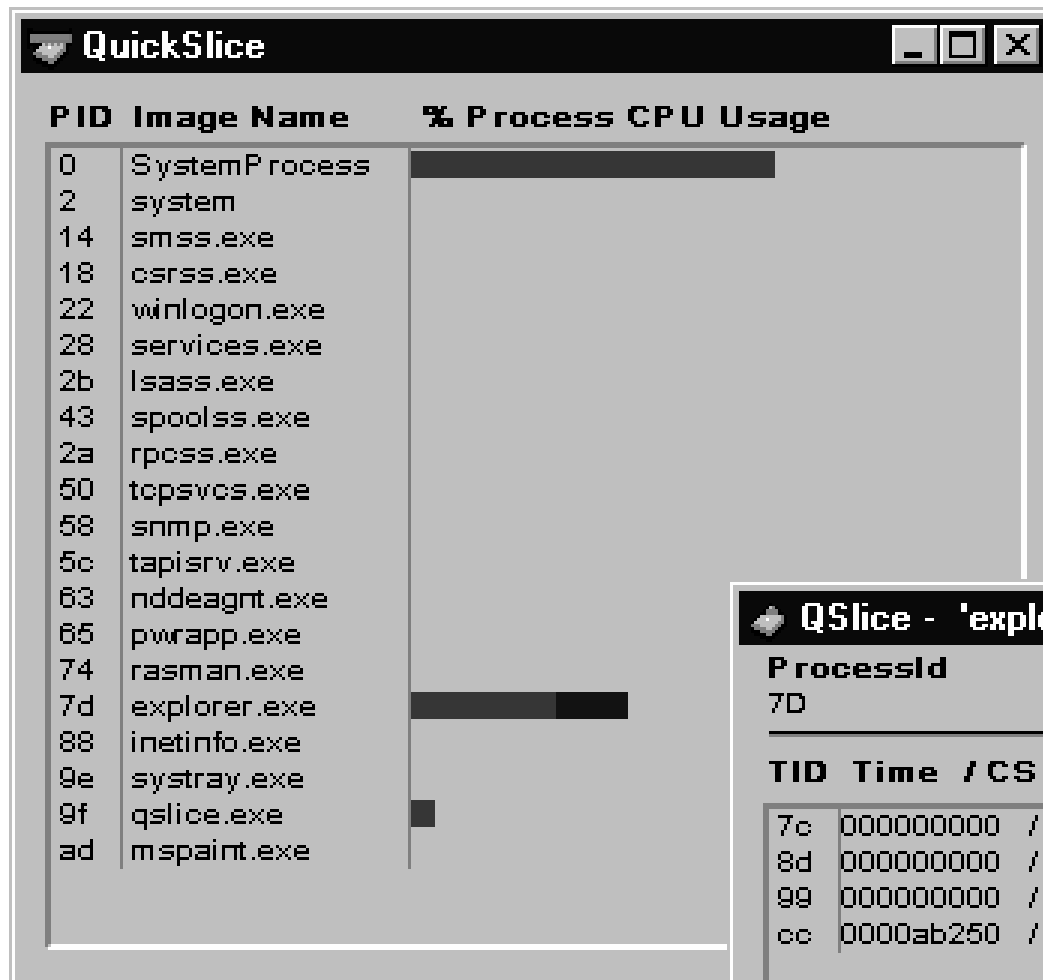 QuickSlice
PID Image Name % Process CPU Usage
0 SystemProcess
2 system
14 smss.exe
18 csrss.exe
22 winlogon.exe
28 services.exe
2b lsass.exe
43 spoolss.exe
2a rpcss.exe
50 tcpsvcs.exe
58 snmp.exe
5c tapisrv.exe
63 nddeagnt.exe
65 pwrapp.exe
74 rasman.exe
7d explorer.exe
88 inetinfo.exe
9e systray.exe
9f qslice.exe
ad mspaint.exe
QSlice - 'explo
ProcessId
7D
TID Time / CS
7c 000000000 /
8d 000000000 /
99 000000000 /
cc 0000ab250 /